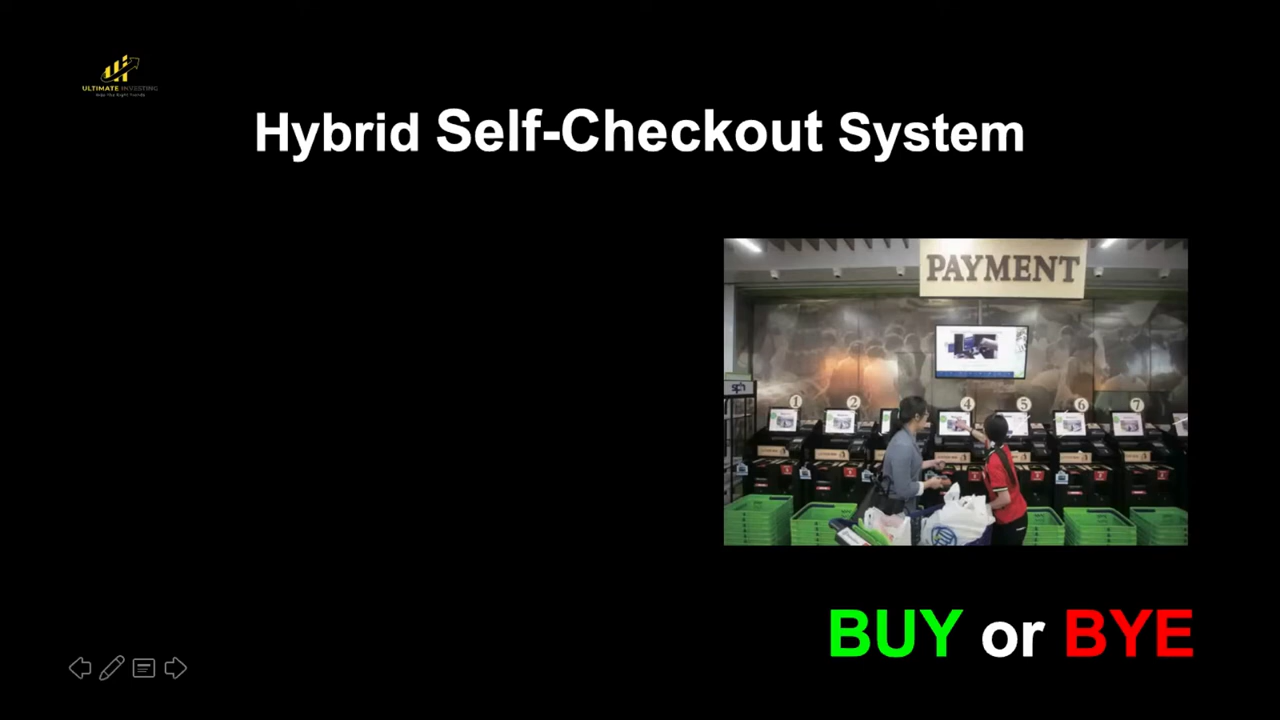 ULTIMATE INVESTING
Hybrid Self-Checkout System
PAYMENT
1 2 4 5 6 7
BUY or BYE